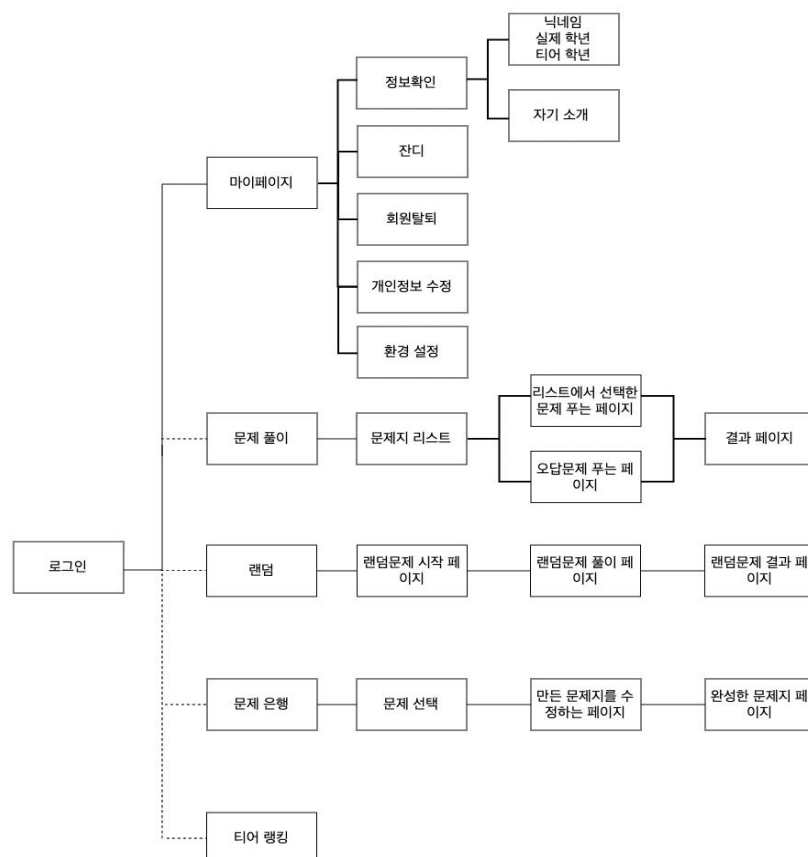 닉네임
실제 학년
티어 학년
정보확인
자기 소개
잔디
마이페이지
회원탈퇴
개인정보 수정
환경 설정
리스트에서 선택한
문제 푸는 페이지
문제 풀이
문제지 리스트
결과 페이지
오답문제 푸는 페
이지
로그인
랜덤
랜덤문제 시작 페
이지
랜덤문제 풀이 페
이지
랜덤문제 결과 페
이지
문제 은행
문제 선택
만든 문제지를 수
정하는 페이지
완성한 문제지 페
이지
티어 랭킹